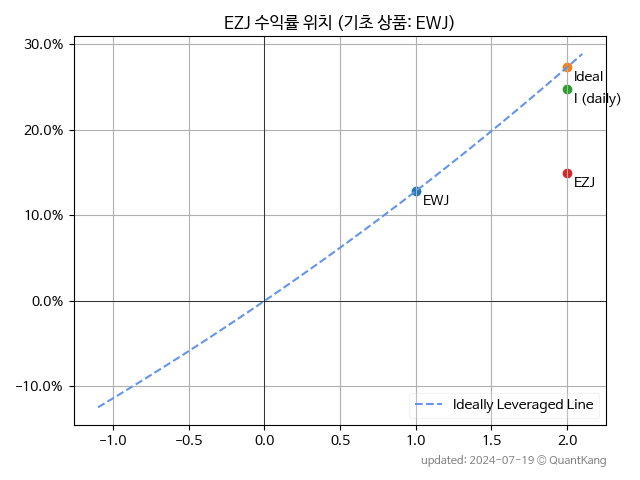 EZJ 수익률 위치 (기초 상품: EWJ)
30.0%
20.0%
10.0%
0.0%
−10.0%
Ideal
I (daily)
EZJ
EWJ
Ideally Leveraged Line
−1.0 −0.5 0.0 0.5 1.0 1.5 2.0
updated: 2024-07-19 © QuantKang